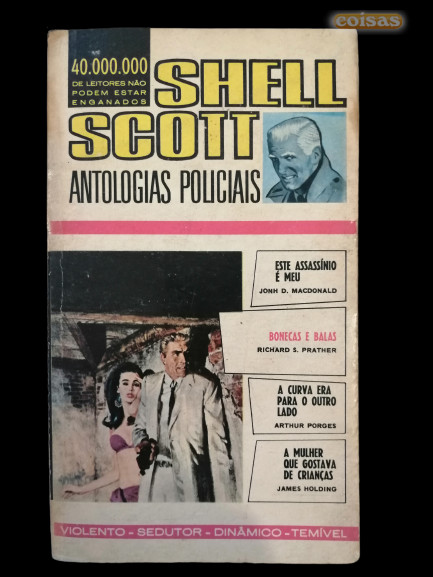 coisas
40.000.000
DE LEITORES NÃO
PODEM ESTAR
ENGANADOS
SHELL
SCOTT
ANTOLOGIAS POLICIAIS
ESTE ASSASSÍNIO
É MEU
JONH D. MACDONALD
BONECAS E BALAS
RICHARD S. PRATHER
A CURVA ERA
PARA O OUTRO
LADO
ARTHUR PORGES
A MULHER
QUE GOSTAVA
DE CRIANÇAS
JAMES HOLDING
VIOLENTO - SEDUTOR - DINÂMICO - TEMÍVEL